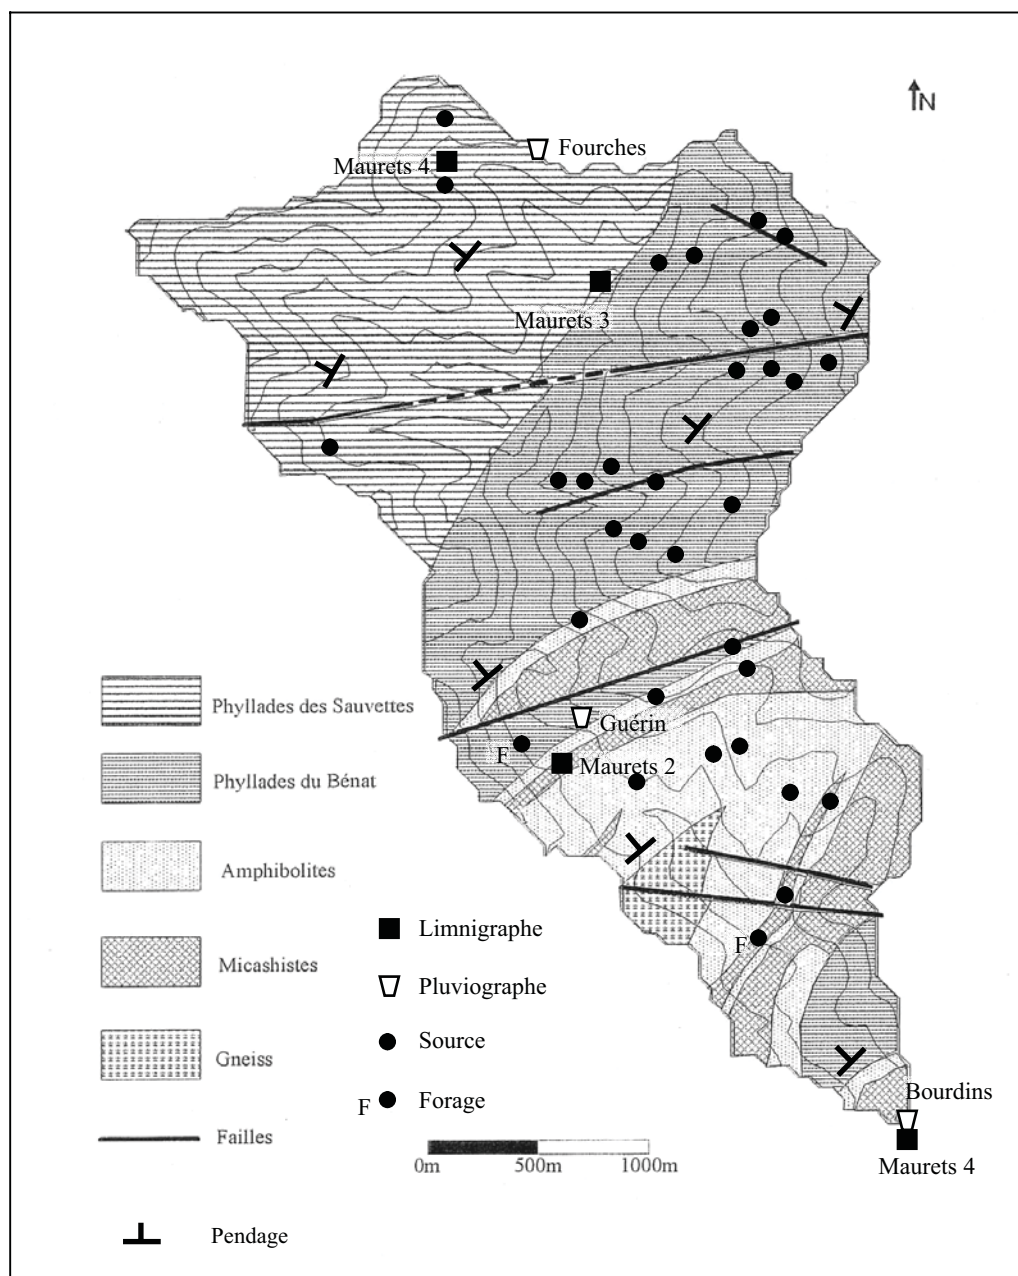 N
Fourches
Maurets 4
Maurets 3
Phyllades des Sauvettes
Guérin
F
Maurets 2
Phyllades du Bénat
Amphibolites
Limnigraphe
F
Micashistes
Pluviographe
Source
Gneiss
Bourdins
F
Forage
Failles
0m
500m
1000m
Maurets 4
Pendage